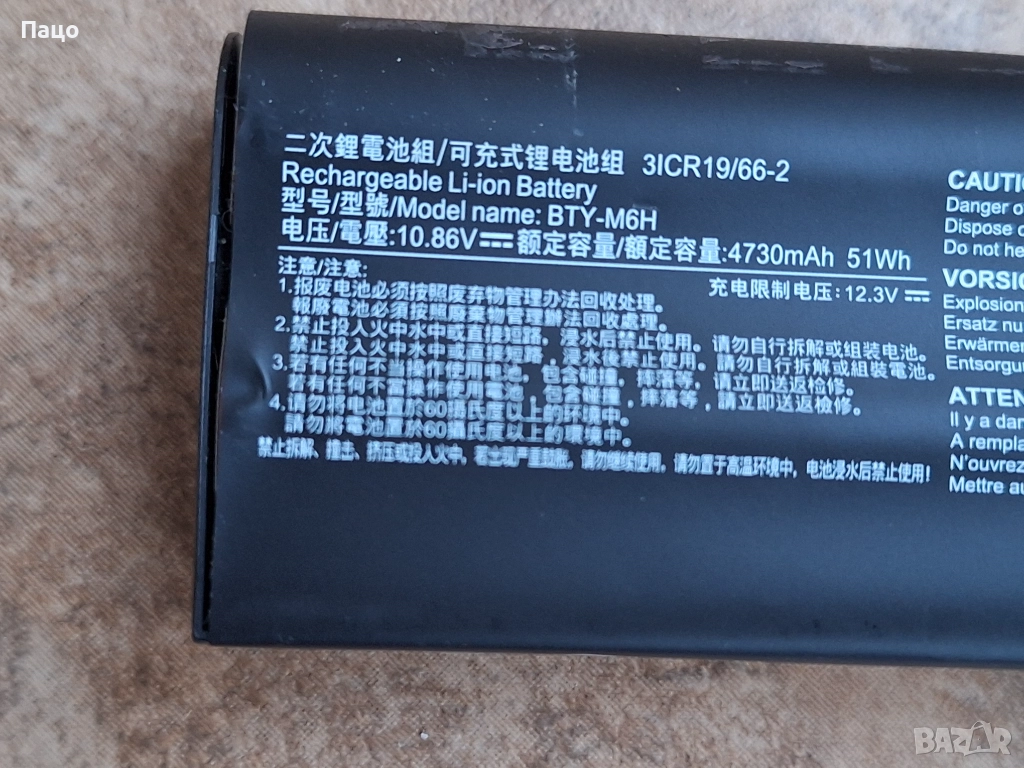 Пацо
二次鋰電池組/可充式锂电池组 3ICR19/66-2
Rechargeable Li-ion Battery
型号/型號/Model name: BTY-M6H
电压/電壓:10.86V 额定容量/額定容量:4730mAh 51Wh
注意/注意:
充电限制电压: 12.3V
1.报废电池必须按照废弃物管理办法回收处理。
報廢電池必須按照廢棄物管理辦法回收處理。
2.禁止投入火中水中或直接短路，浸水后禁止使用。请勿自行拆解或组装电池。
禁止投入火中水中或直接短路，浸水後禁止使用。請勿自行拆解或組裝電池。
3.若有任何不当操作使用电池，包含碰撞，摔落等，请立即送返检修。
若有任何不當操作使用電池，包含碰撞，摔落等，請立即送返檢修。
4.请勿将电池置於60摄氏度以上的环境中。
請勿將電池置於60攝氏度以上的環境中。
禁止拆解、撞击、挤压或投入火中，若出现严重鼓胀，请勿继续使用，请勿置于高温环境中，电池浸水后禁止使用！
CAUTI
Danger o
Dispose
Do not he
VORSI
Explosion
Ersatz nu
Erwärmen
Entsorgun
ATTEN
Il y a dan
A rempla
N'ouvrez
Mettre au
BAZAR